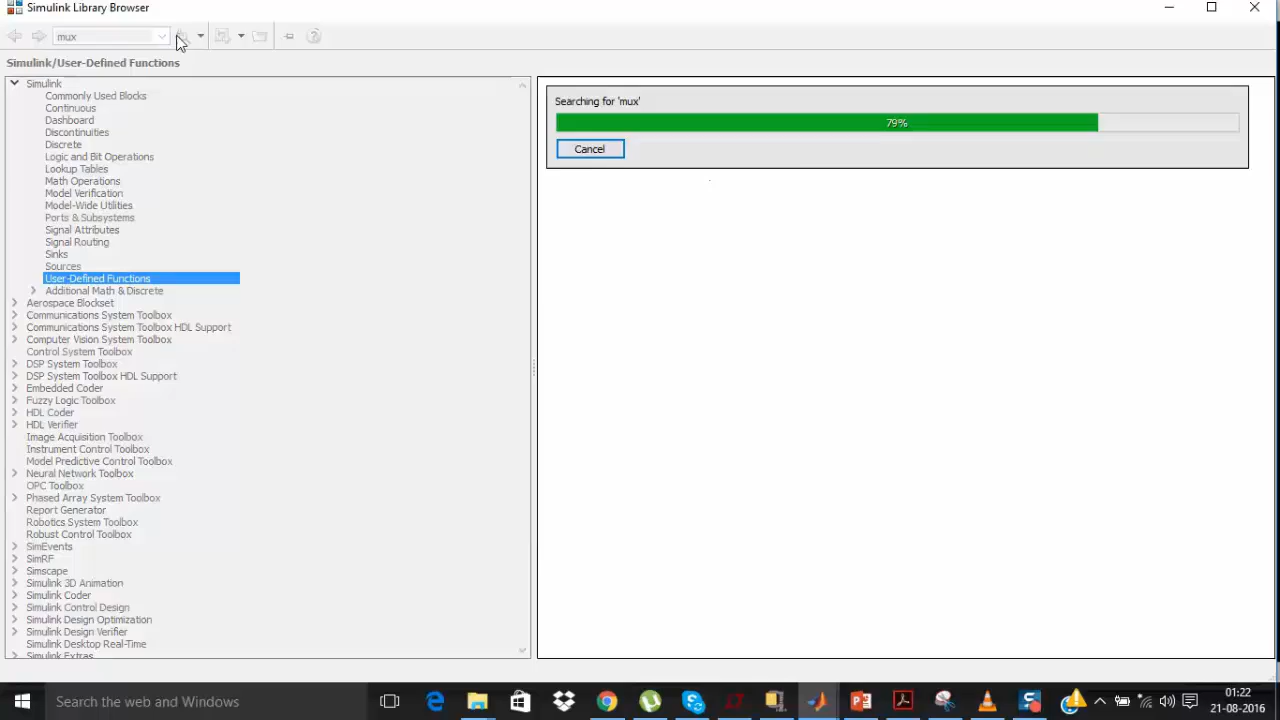 Simulink Library Browser
mux
Simulink/User-Defined Functions
Simulink
Commonly Used Blocks
Continuous
Dashboard
Discontinuities
Discrete
Logic and Bit Operations
Lookup Tables
Math Operations
Model Verification
Model-Wide Utilities
Ports & Subsystems
Signal Attributes
Signal Routing
Sinks
Sources
User-Defined Functions
Additional Math & Discrete
Aerospace Blockset
Communications System Toolbox
Communications System Toolbox HDL Support
Computer Vision System Toolbox
Control System Toolbox
DSP System Toolbox
DSP System Toolbox HDL Support
Embedded Coder
Fuzzy Logic Toolbox
HDL Coder
HDL Verifier
Image Acquisition Toolbox
Instrument Control Toolbox
Model Predictive Control Toolbox
Neural Network Toolbox
OPC Toolbox
Phased Array System Toolbox
Report Generator
Robotics System Toolbox
Robust Control Toolbox
SimEvents
SimRF
Simscape
Simulink 3D Animation
Simulink Coder
Simulink Control Design
Simulink Design Optimization
Simulink Design Verifier
Simulink Desktop Real-Time
Simulink Extras
Searching for 'mux'
79%
Cancel
Search the web and Windows
01:22
21-08-2016